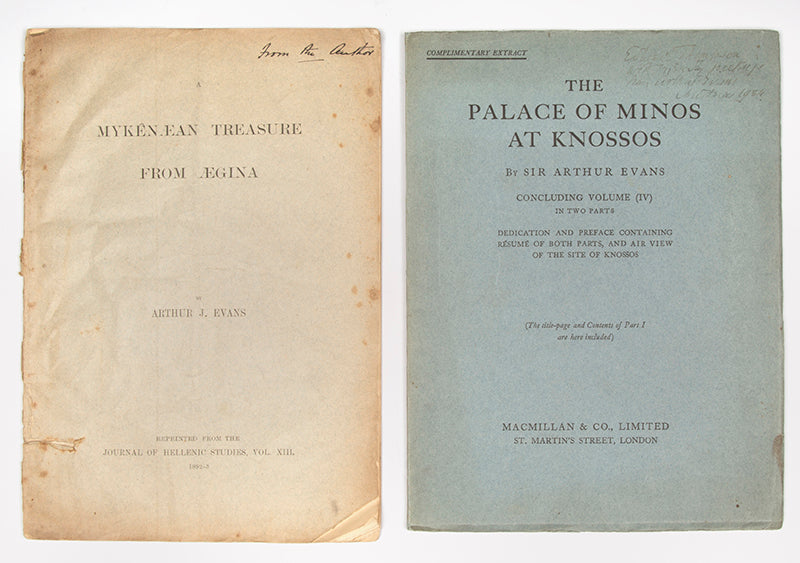 From the Author
A
MYKÊNÆAN TREASURE
FROM ÆGINA
BY
ARTHUR J. EVANS
REPRINTED FROM THE
JOURNAL OF HELLENIC STUDIES, VOL. XIII.
1892-3
COMPLIMENTARY EXTRACT
THE
PALACE OF MINOS
AT KNOSSOS
BY SIR ARTHUR EVANS
CONCLUDING VOLUME (IV)
IN TWO PARTS
DEDICATION AND PREFACE CONTAINING
RÉSUMÉ OF BOTH PARTS, AND AIR VIEW
OF THE SITE OF KNOSSOS
(The title-page and Contents of Part I
are here included)
MACMILLAN & CO., LIMITED
ST. MARTIN'S STREET, LONDON